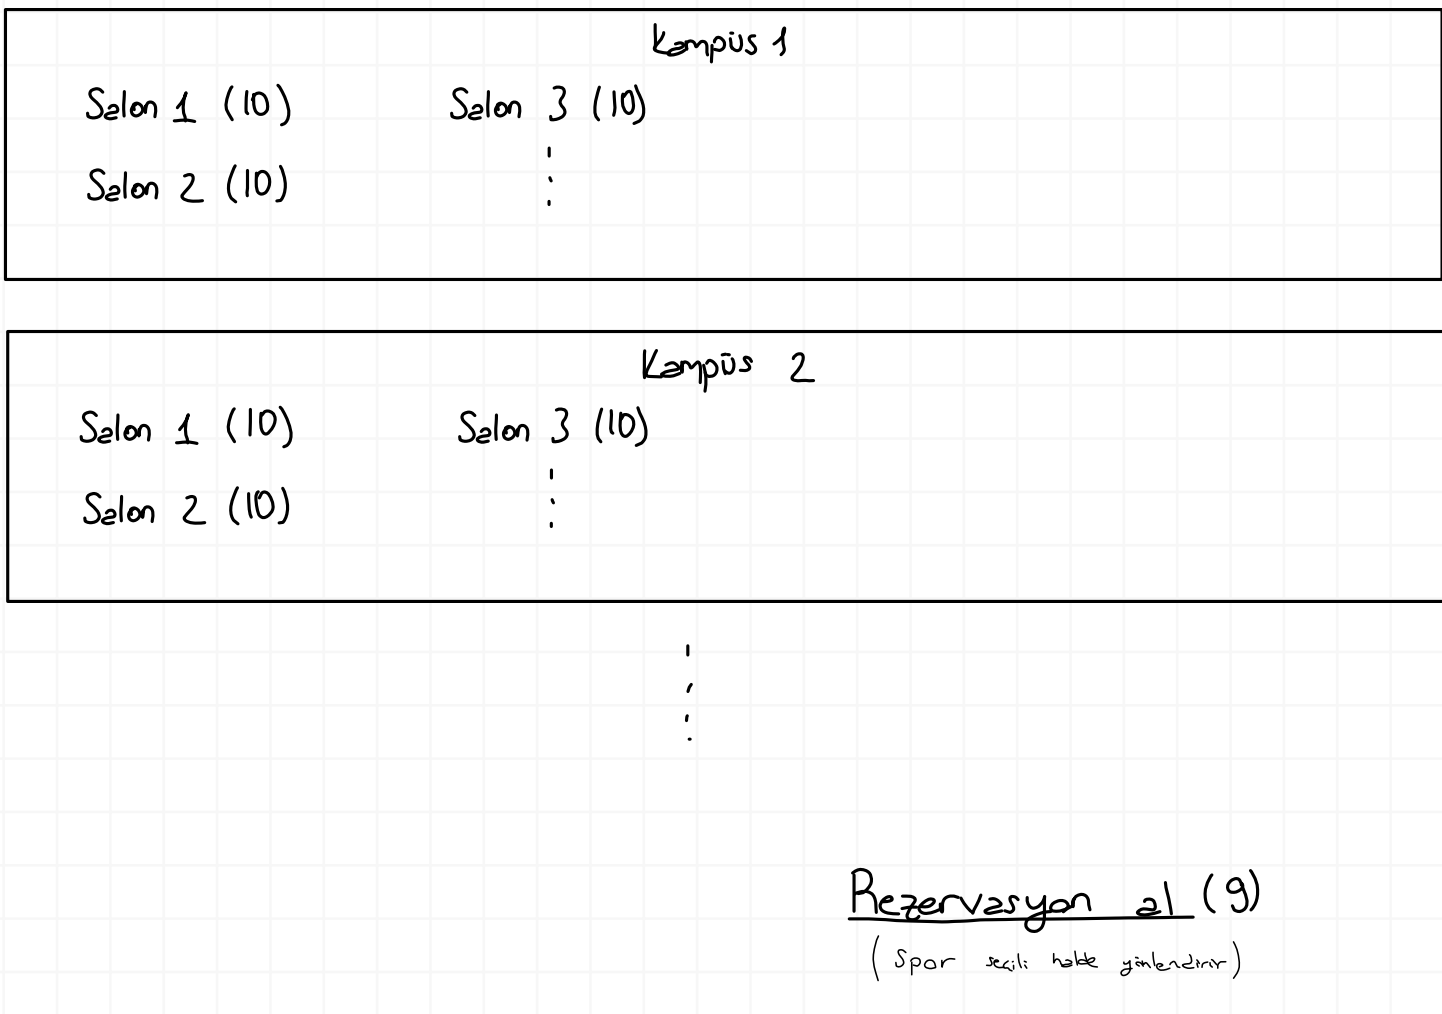 Kampüs 1
Salon 1 (10)
Salon 3 (10)
Salon 2 (10)
Kampüs 2
Salon 1 (10)
Salon 3 (10)
Salon 2 (10)
Rezervasyon al (9)
(Spor seçili halde yönlendirir)